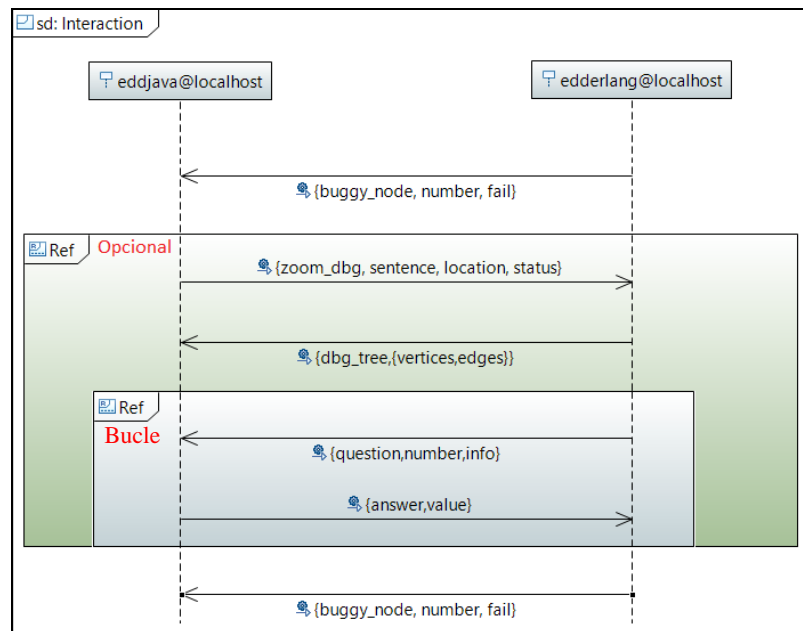 sd: Interaction
eddjava@localhost
edderlang@localhost
{buggy_node, number, fail}
Ref
Opcional
{zoom_dbg, sentence, location, status}
{dbg_tree,{vertices,edges}}
Ref
Bucle
{question,number,info}
{answer,value}
{buggy_node, number, fail}